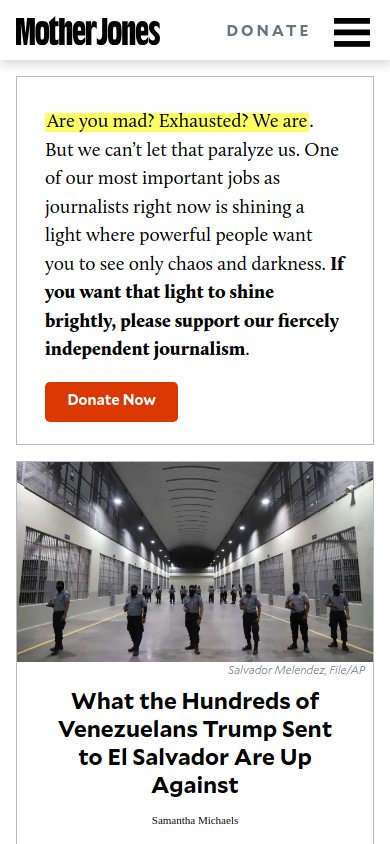 Mother Jones
DONATE
Are you mad? Exhausted? We are.
But we can’t let that paralyze us. One
of our most important jobs as
journalists right now is shining a
light where powerful people want
you to see only chaos and darkness. If
you want that light to shine
brightly, please support our fiercely
independent journalism.
Donate Now
Salvador Melendez, File/AP
What the Hundreds of
Venezuelans Trump Sent
to El Salvador Are Up
Against
Samantha Michaels